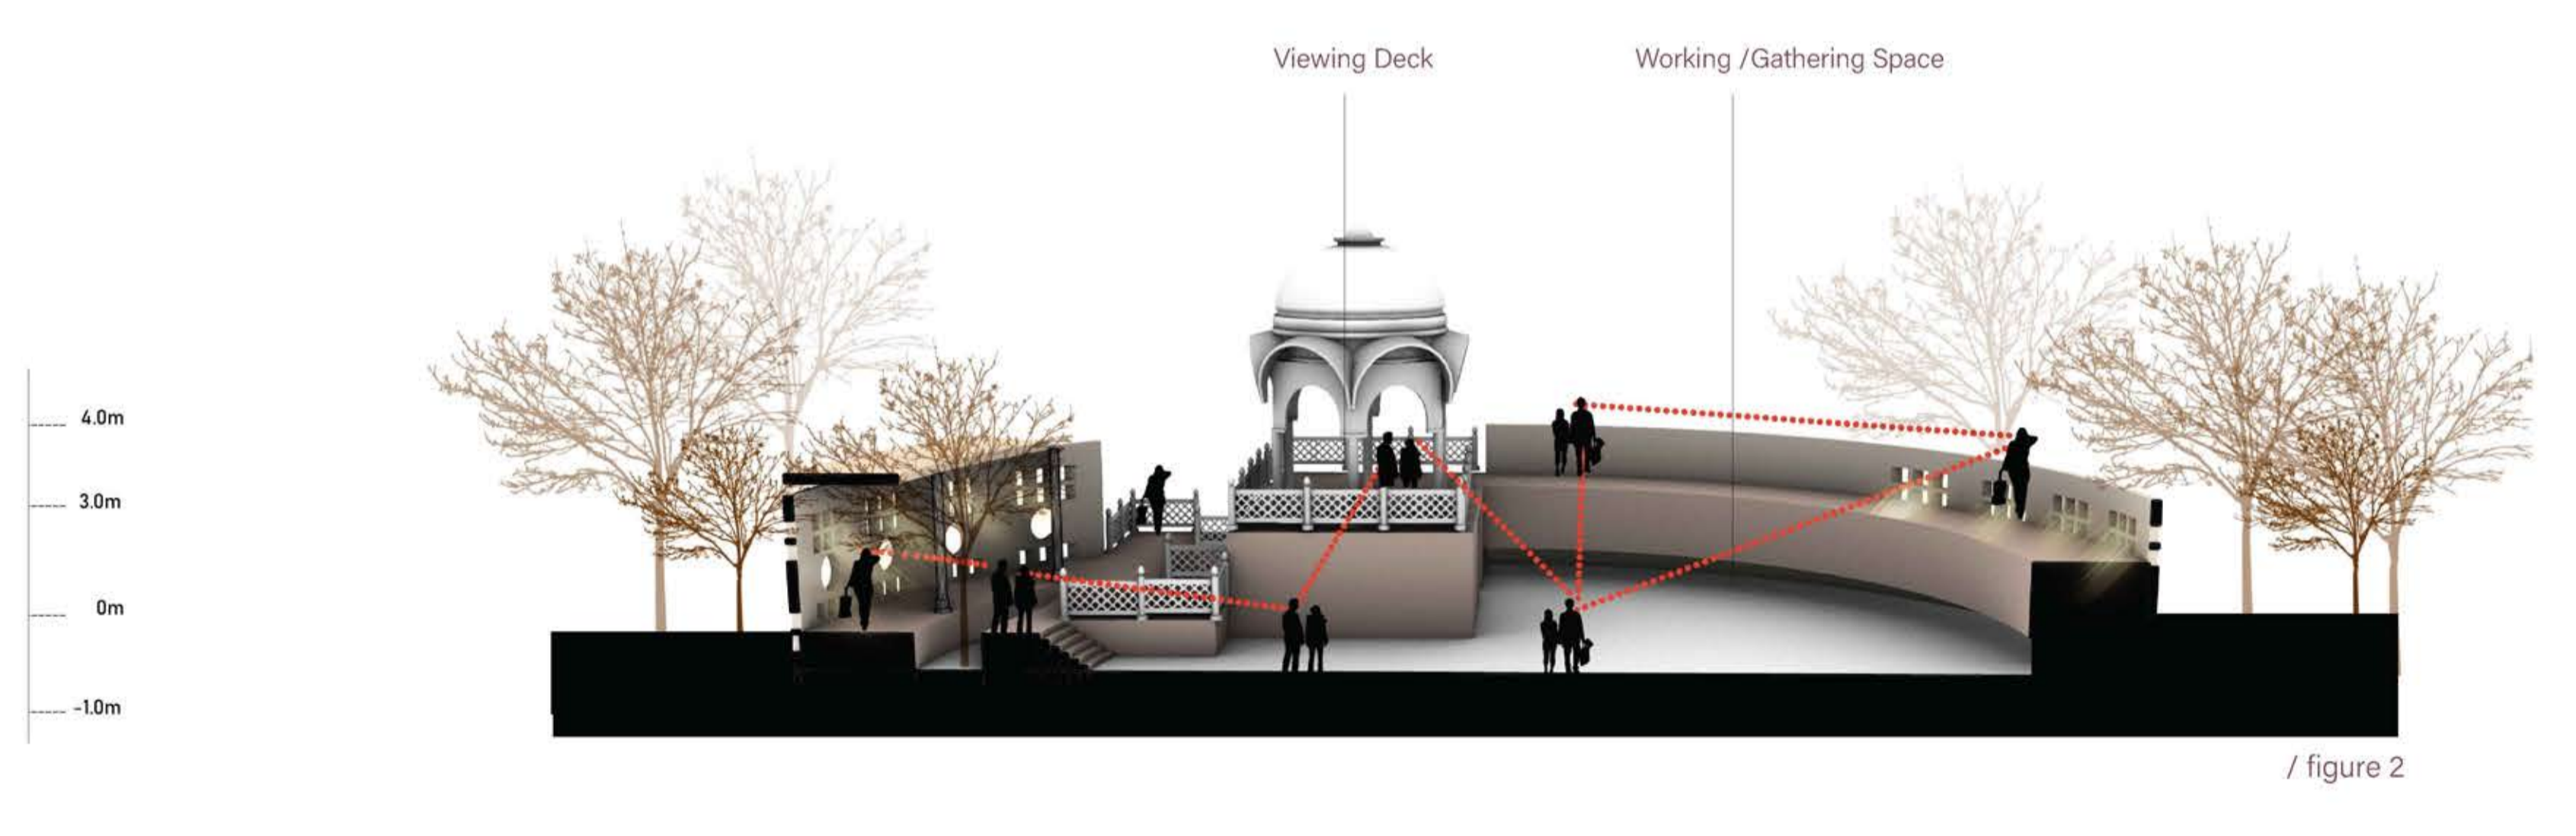 Viewing Deck
Working /Gathering Space
4.0m
3.0m
0m
-1.0m
/ figure 2